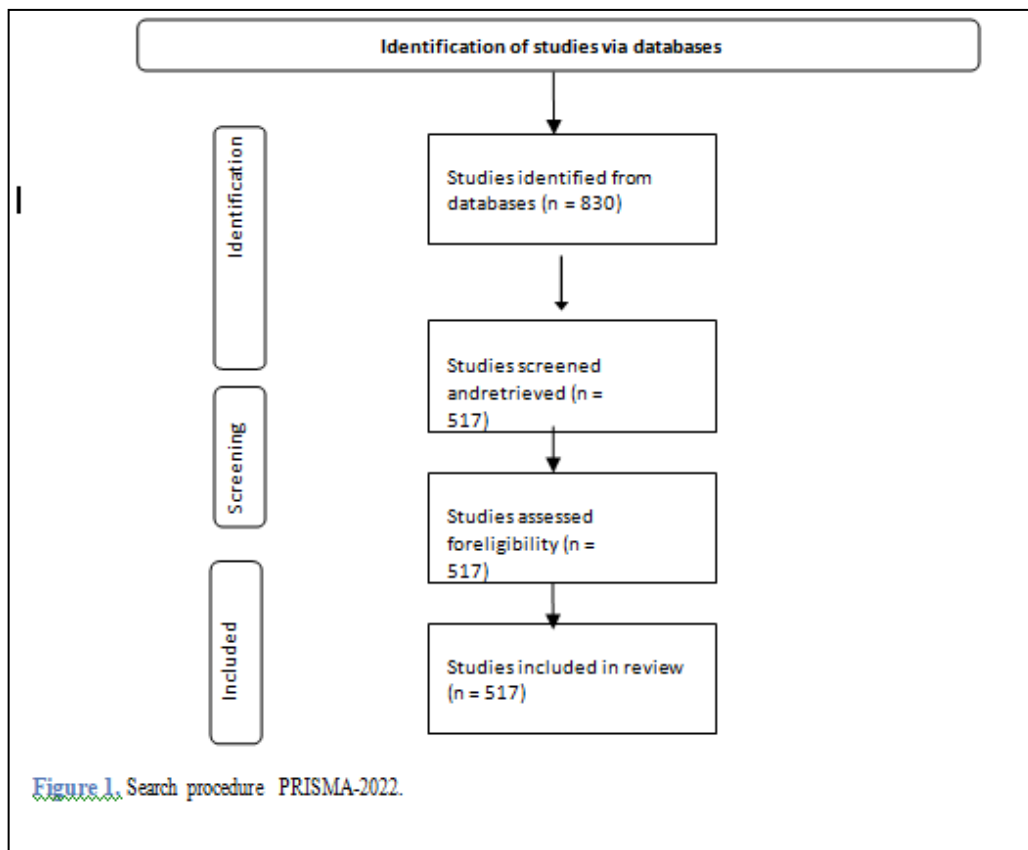 Identification of studies via databases
Identification
Studies identified from
databases (n = 830)
Studies screened
andretrieved (n =
517)
Screening
Studies assessed
foreligibility (n =
517)
Included
Studies included in review
(n = 517)
Figure 1. Search procedure PRISMA-2022.